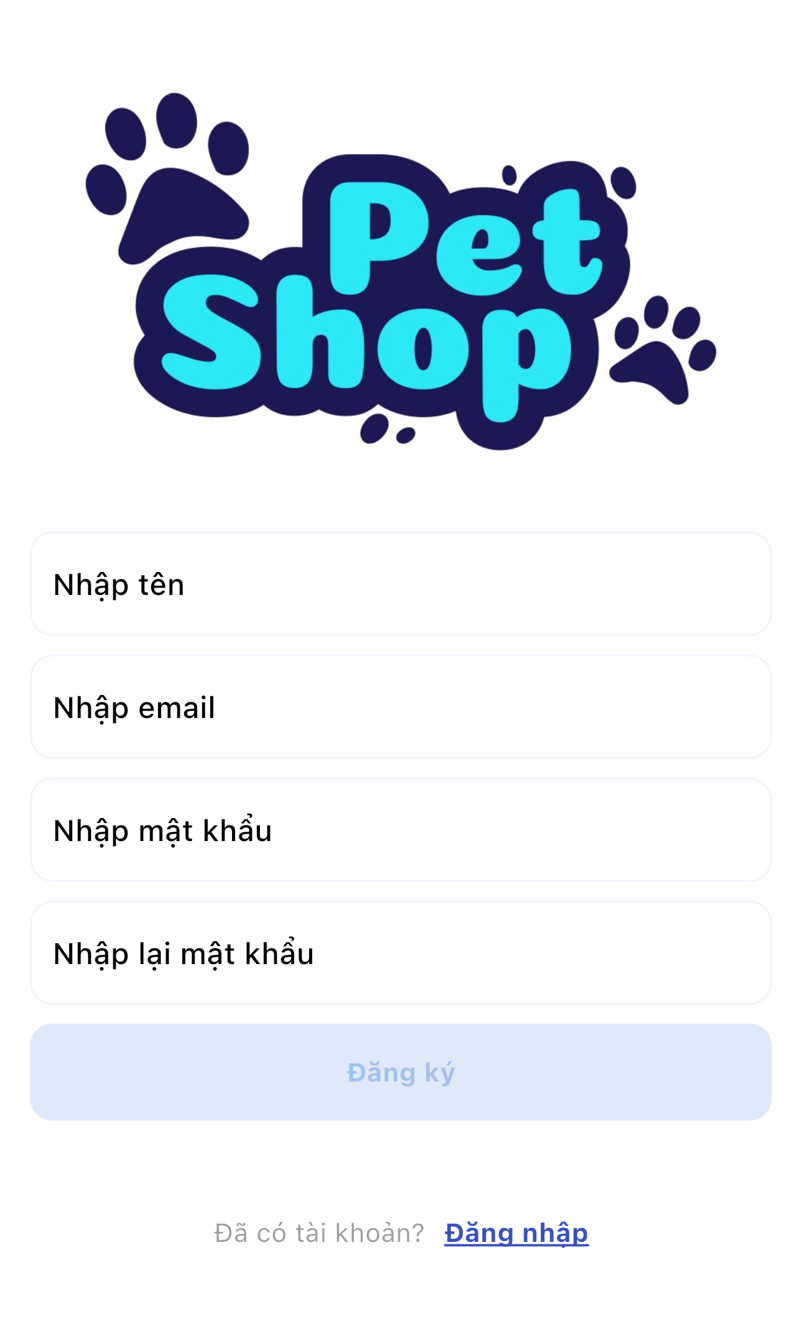 Pet
Shop
Nhập tên
Nhập email
Nhập mật khẩu
Nhập lại mật khẩu
Đăng ký
Đã có tài khoản? Đăng nhập